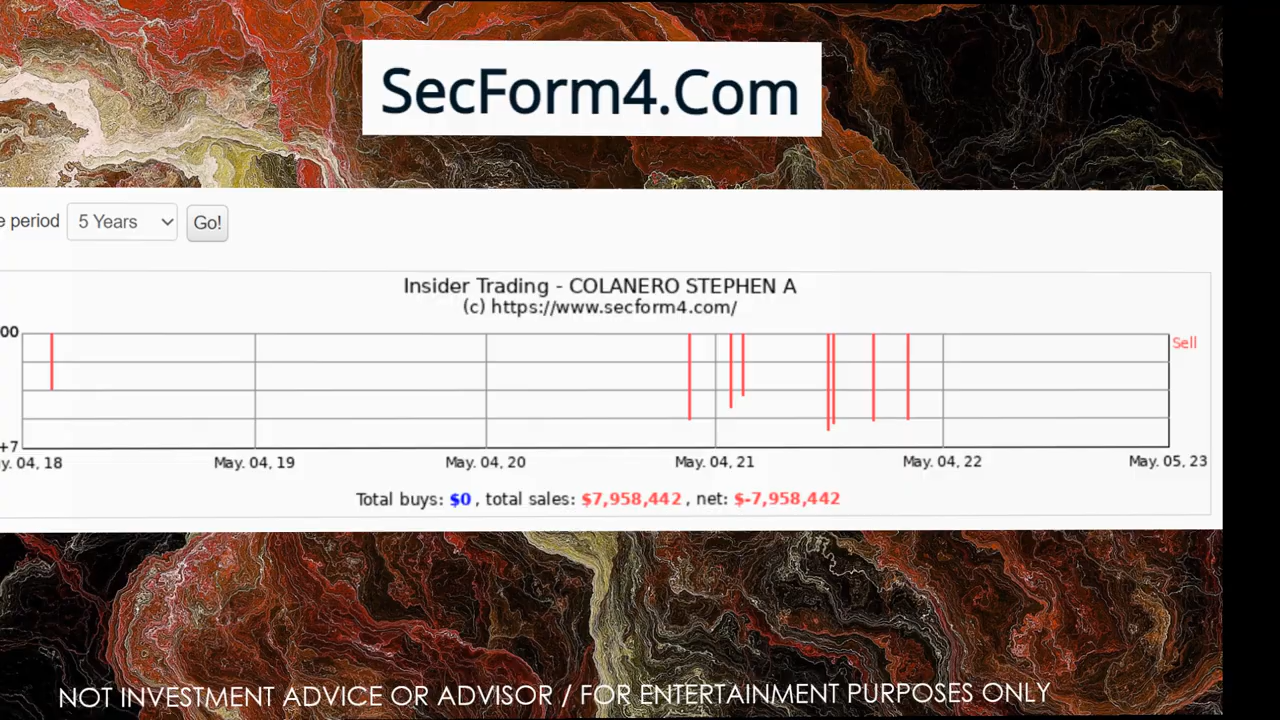 SecForm4.Com
e period 5 Years Go!
Insider Trading - COLANERO STEPHEN A
(c) https://www.secform4.com/
00
Sell
+7
y. 04, 18 May. 04, 19 May. 04, 20 May. 04, 21 May. 04, 22 May. 05, 23
Total buys: $0 , total sales: $7,958,442 , net: $-7,958,442
NOT INVESTMENT ADVICE OR ADVISOR / FOR ENTERTAINMENT PURPOSES ONLY